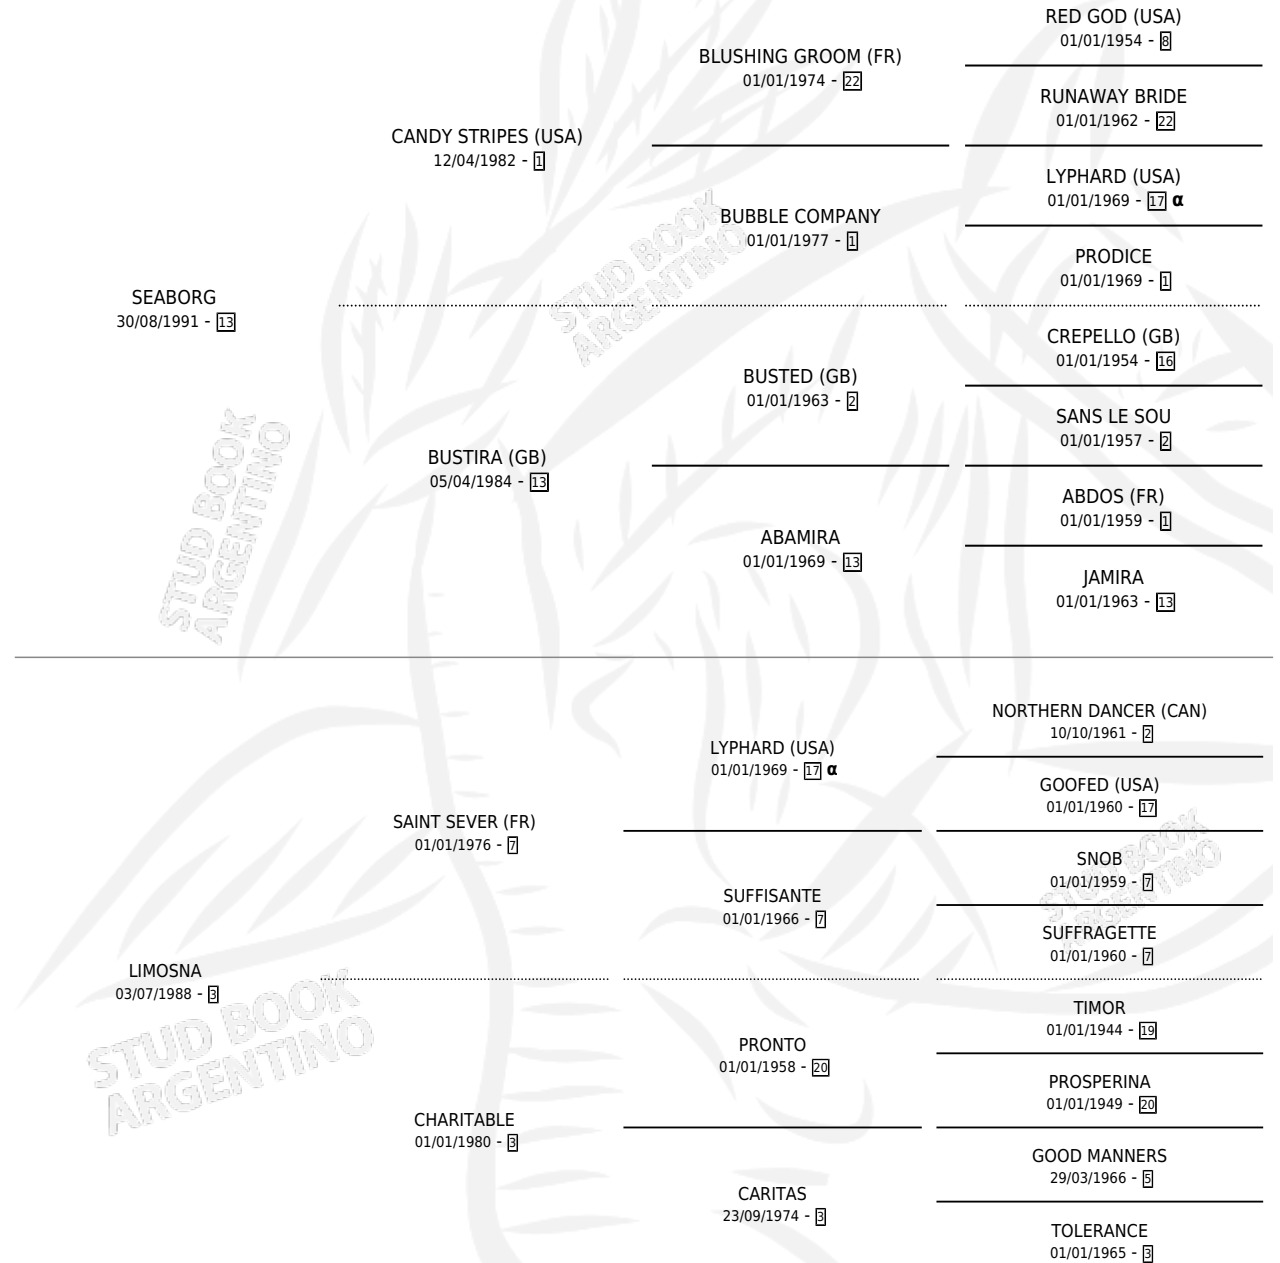 RED GOD (USA)
01/01/1954 - 8
BLUSHING GROOM (FR)
01/01/1974 - 22
RUNAWAY BRIDE
01/01/1962 - 22
CANDY STRIPES (USA)
12/04/1982 - 1
LYPHARD (USA)
01/01/1969 - 17 α
BUBBLE COMPANY
01/01/1977 - 1
PRODICE
01/01/1969 - 1
SEABORG
30/08/1991 - 13
CREPELLO (GB)
01/01/1954 - 16
BUSTED (GB)
01/01/1963 - 2
SANS LE SOU
01/01/1957 - 2
BUSTIRA (GB)
05/04/1984 - 13
ABDOS (FR)
01/01/1959 - 1
ABAMIRA
01/01/1969 - 13
JAMIRA
01/01/1963 - 13
NORTHERN DANCER (CAN)
10/10/1961 - 2
LYPHARD (USA)
01/01/1969 - 17 α
GOOFED (USA)
01/01/1960 - 17
SAINT SEVER (FR)
01/01/1976 - 7
SNOB
01/01/1959 - 7
SUFFISANTE
01/01/1966 - 7
SUFFRAGETTE
01/01/1960 - 7
LIMOSNA
03/07/1988 - 3
TIMOR
01/01/1944 - 19
PRONTO
01/01/1958 - 20
PROSPERINA
01/01/1949 - 20
CHARITABLE
01/01/1980 - 3
GOOD MANNERS
29/03/1966 - 5
CARITAS
23/09/1974 - 3
TOLERANCE
01/01/1965 - 3
STUD BOOK
ARGENTINO
STUD BOOK
ARGENTINO
STUD BOOK
ARGENTINO
STUD BOOK
ARGENTINO